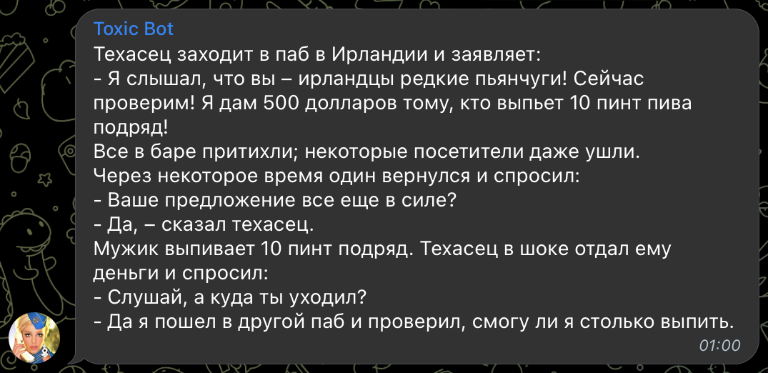 Toxic Bot
Техасец заходит в паб в Ирландии и заявляет:
- Я слышал, что вы – ирландцы редкие пьянчуги! Сейчас
проверим! Я дам 500 долларов тому, кто выпьет 10 пинт пива
подряд!
Все в баре притихли; некоторые посетители даже ушли.
Через некоторое время один вернулся и спросил:
- Ваше предложение все еще в силе?
- Да, – сказал техасец.
Мужик выпивает 10 пинт подряд. Техасец в шоке отдал ему
деньги и спросил:
- Слушай, а куда ты уходил?
- Да я пошел в другой паб и проверил, смогу ли я столько выпить.
01:00